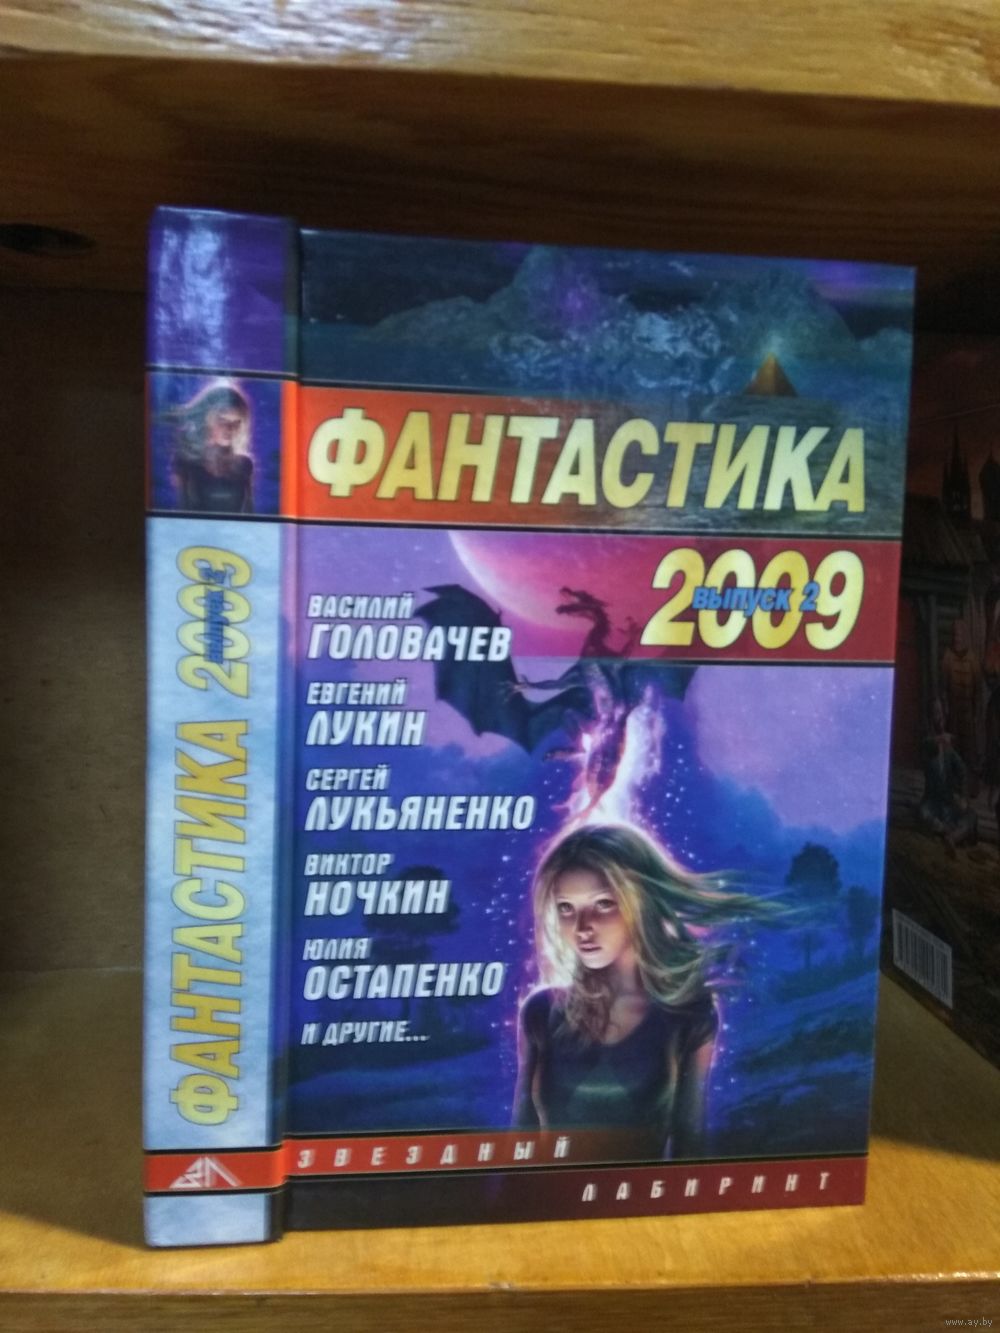 ФАНТАСТИКА
2009
выпуск 2
ВАСИЛИЙ
ГОЛОВАЧЕВ
ЕВГЕНИЙ
ЛУКИН
СЕРГЕЙ
ЛУКЬЯНЕНКО
ВИКТОР
НОЧКИН
ЮЛИЯ
ОСТАПЕНКО
И ДРУГИЕ...
ЗВЕЗДНЫЙ
ЛАБИРИНТ
ФАНТАСТИКА 2009
выпуск 2
www.ay.by